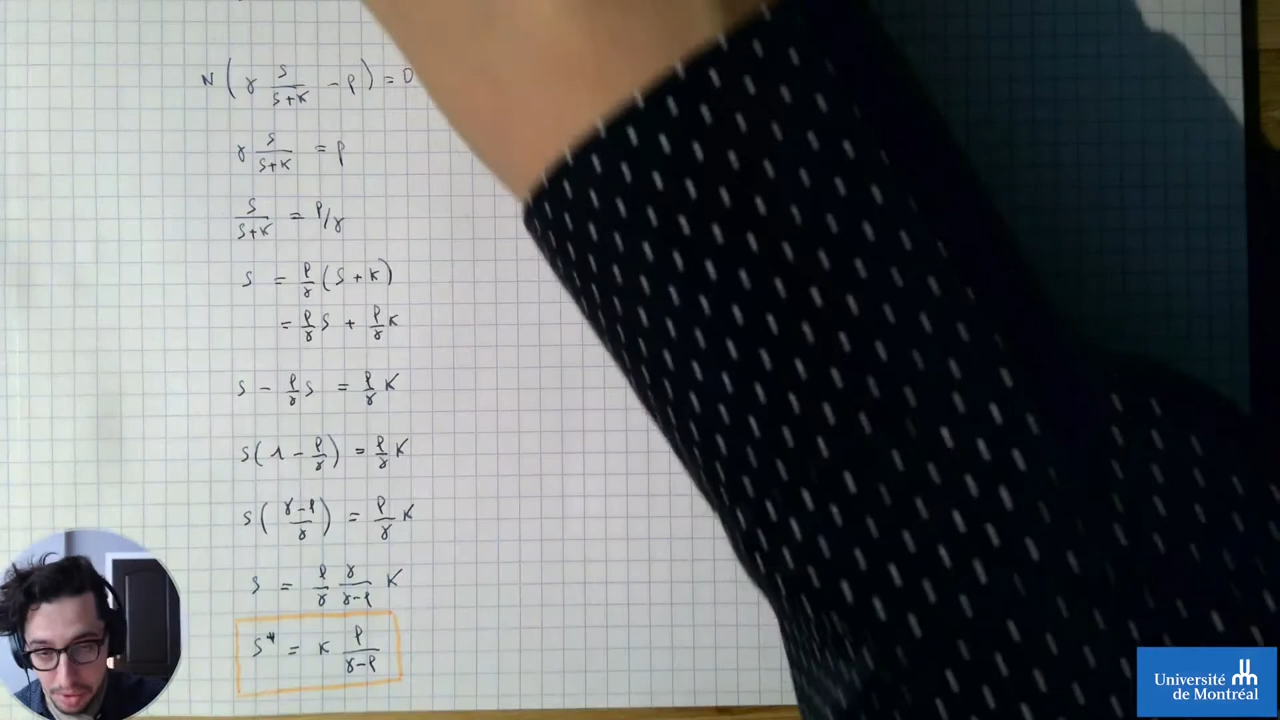 N ( γ S/(S+K) − ρ ) = 0
γ S/(S+K) = ρ
S/(S+K) = ρ/γ
S = ρ/γ (S + K)
= ρ/γ S + ρ/γ K
S − ρ/γ S = ρ/γ K
S ( 1 − ρ/γ ) = ρ/γ K
S ( (γ−ρ)/γ ) = ρ/γ K
S = ρ/γ γ/(γ−ρ) K
S* = K ρ/(γ−ρ)
Université
de Montréal